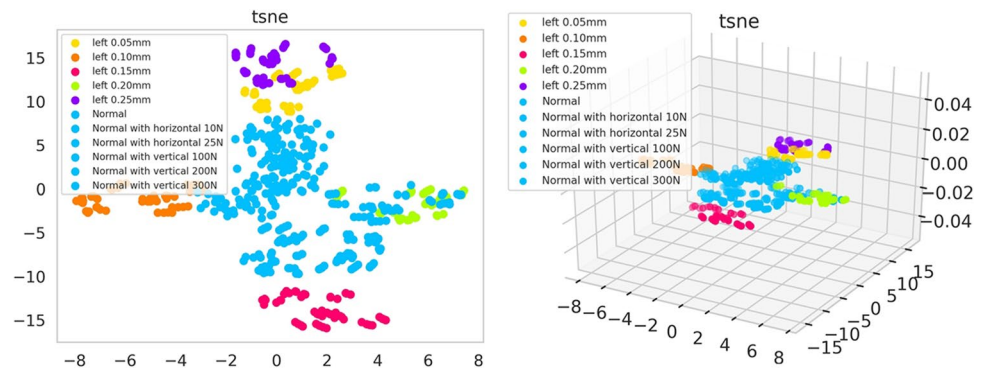 tsne
15
10
5
0
−5
−10
−15
−8 −6 −4 −2 0 2 4 6 8
left 0.05mm
left 0.10mm
left 0.15mm
left 0.20mm
left 0.25mm
Normal
Normal with horizontal 10N
Normal with horizontal 25N
Normal with vertical 100N
Normal with vertical 200N
Normal with vertical 300N
tsne
left 0.05mm
left 0.10mm
left 0.15mm
left 0.20mm
left 0.25mm
Normal
Normal with horizontal 10N
Normal with horizontal 25N
Normal with vertical 100N
Normal with vertical 200N
Normal with vertical 300N
0.04
0.02
0.00
−0.02
−0.04
−8 −6 −4 −2 0 2 4 6 8
−15 −10 −5 0 5 10 15